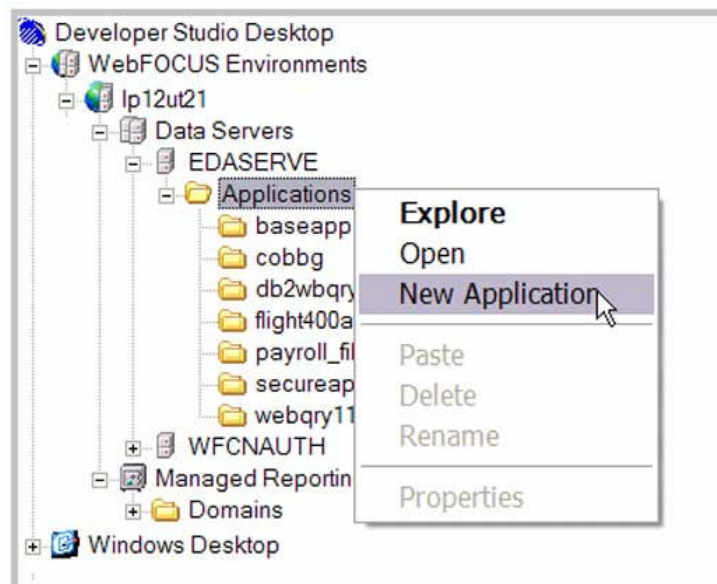 Developer Studio Desktop
WebFOCUS Environments
lp12ut21
Data Servers
EDASERVE
Applications
baseapp
cobbg
db2wbqry
flight400a
payroll_fil
secureap
webqry11
WFCNAUTH
Managed Reportin
Domains
Windows Desktop
Explore
Open
New Application
Paste
Delete
Rename
Properties